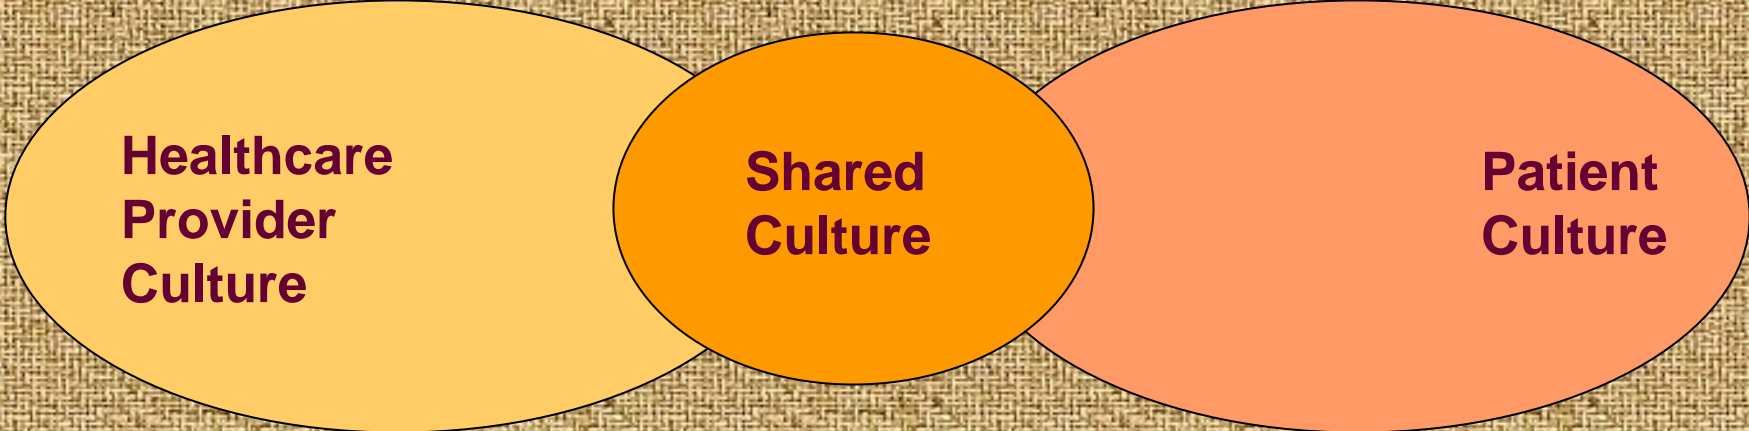 Healthcare
Provider
Culture
Shared
Culture
Patient
Culture